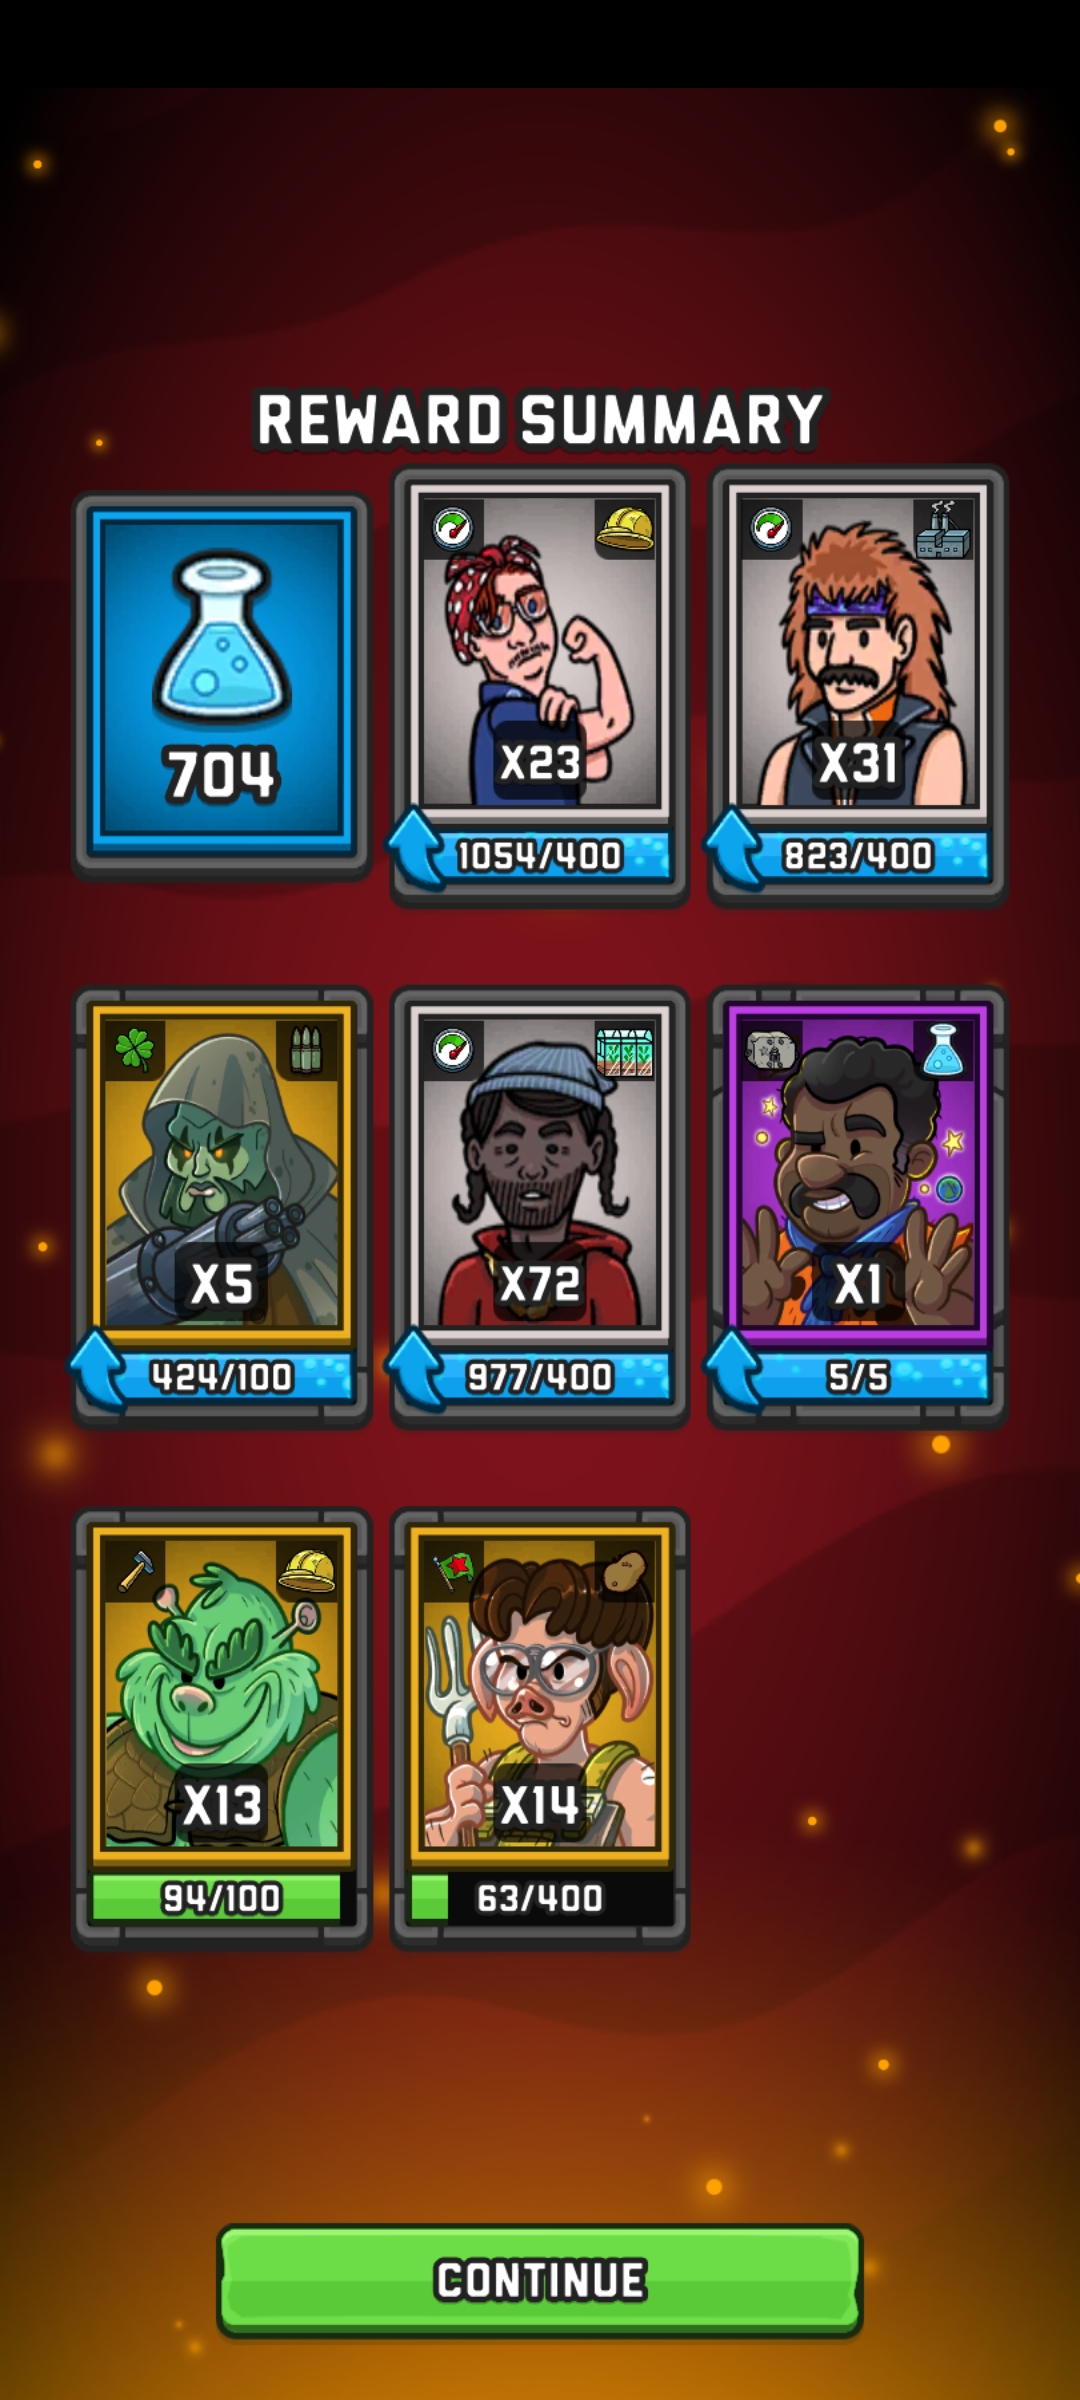 REWARD SUMMARY
704
X23
X31
1054/400
823/400
X5
X72
X1
424/100
977/400
5/5
X13
X14
94/100
63/400
CONTINUE